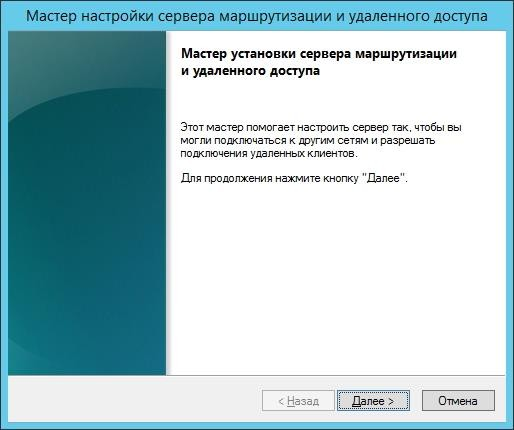 Мастер настройки сервера маршрутизации и удаленного доступа
Мастер установки сервера маршрутизации
и удаленного доступа
Этот мастер помогает настроить сервер так, чтобы вы
могли подключаться к другим сетям и разрешать
подключения удаленных клиентов.
Для продолжения нажмите кнопку "Далее".
< Назад
Далее >
Отмена